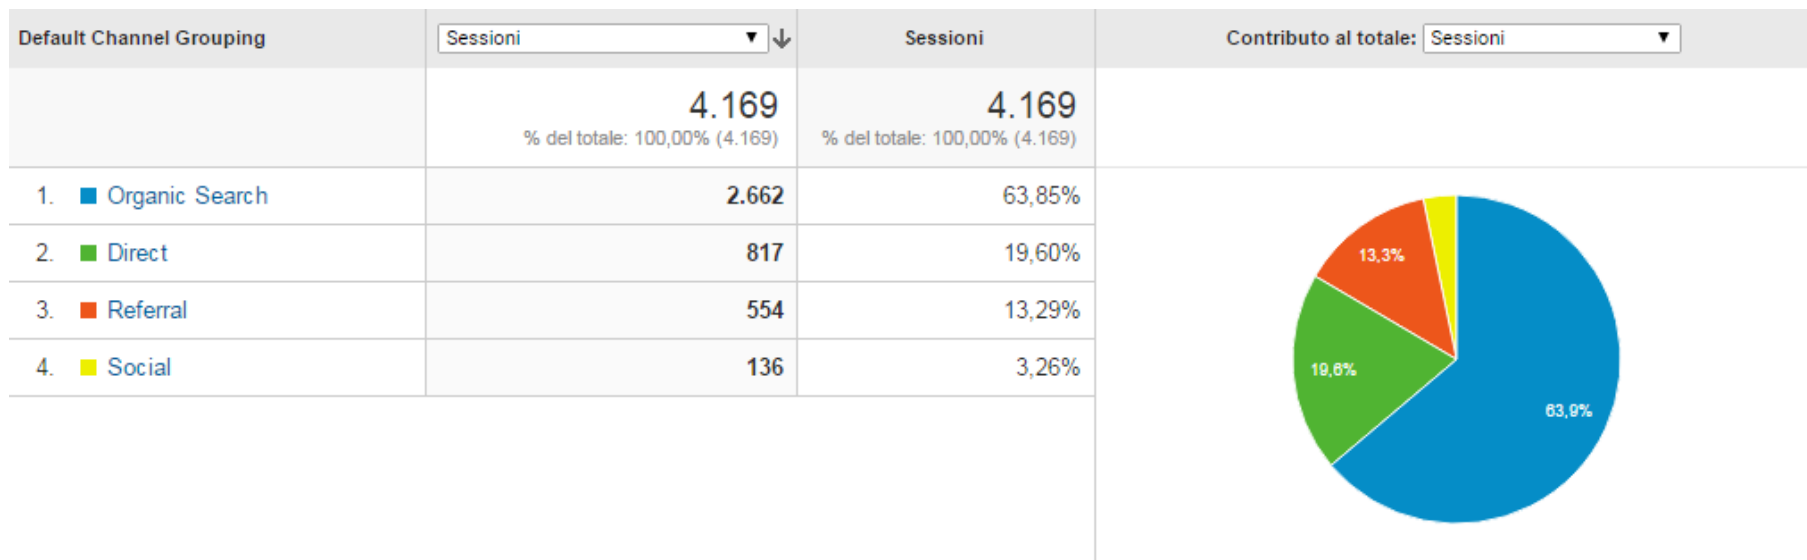 Default Channel Grouping Sessioni Sessioni Contributo al totale: Sessioni
4.169 4.169
% del totale: 100,00% (4.169) % del totale: 100,00% (4.169)
1. Organic Search 2.662 63,85%
2. Direct 817 19,60%
3. Referral 554 13,29%
4. Social 136 3,26%
13,3%
19,6%
63,9%